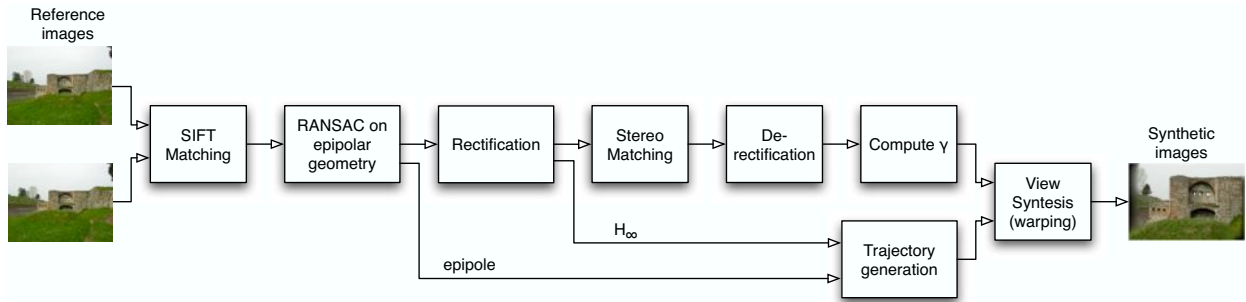 Reference
images
SIFT
Matching
RANSAC on
epipolar
geometry
Rectification
Stereo
Matching
De-
rectification
Compute γ
View
Syntesis
(warping)
Synthetic
images
H∞
Trajectory
generation
epipole